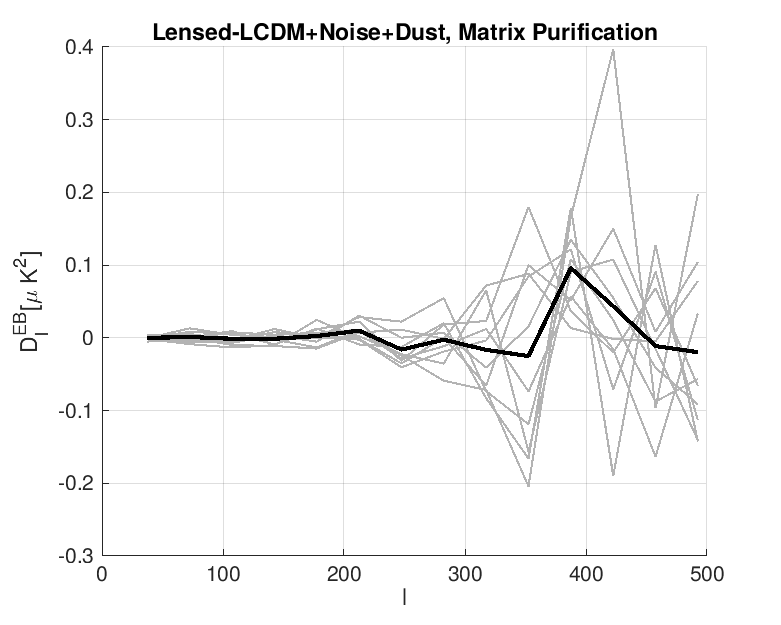 Lensed-LCDM+Noise+Dust, Matrix Purification
0.4
0.3
0.2
0.1
0
-0.1
-0.2
-0.3
D_l^EB[μ K^2]
0 100 200 300 400 500
l